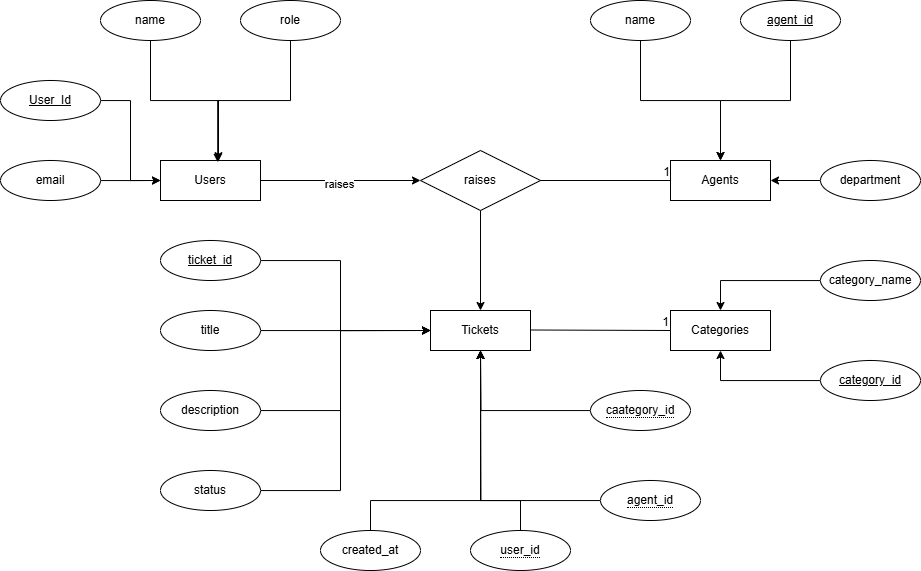 name
role
name
agent_id
User_Id
email
Users
raises
raises
1
Agents
department
ticket_id
category_name
title
Tickets
1
Categories
category_id
description
caategory_id
status
agent_id
created_at
user_id